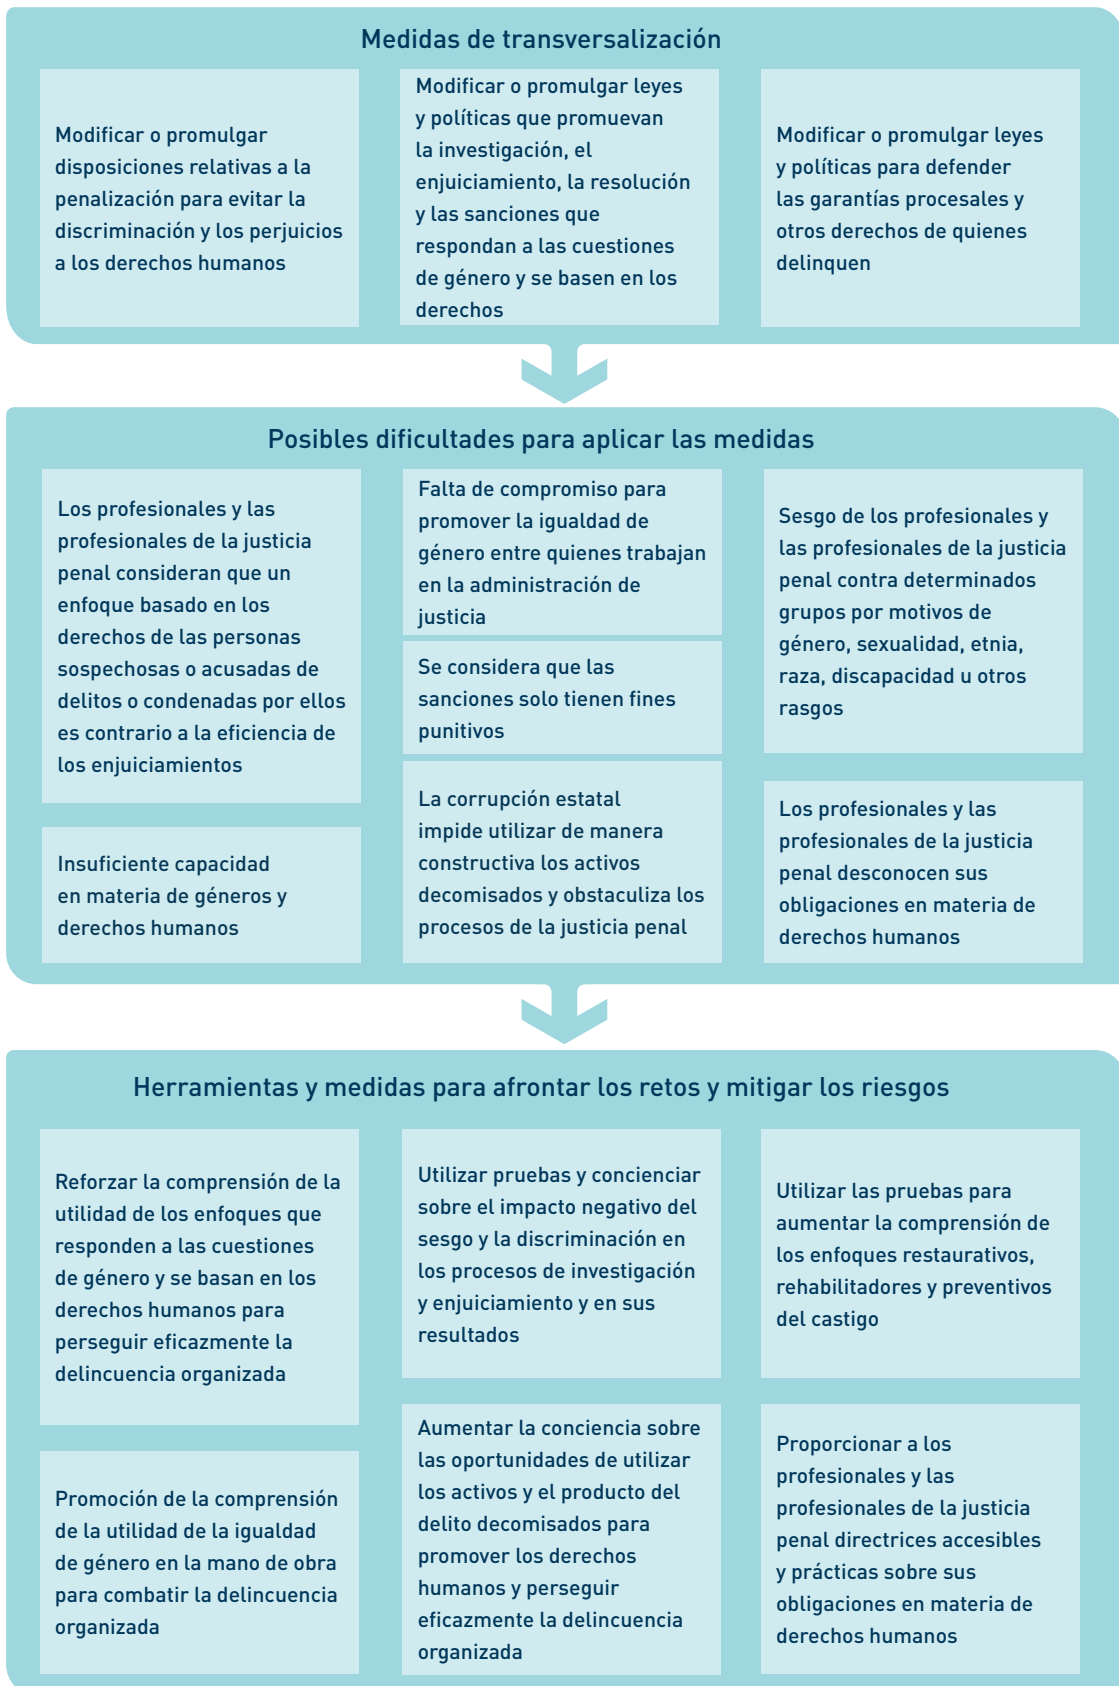 Medidas de transversalización
Modificar o promulgar
disposiciones relativas a la
penalización para evitar la
discriminación y los perjuicios
a los derechos humanos
Modificar o promulgar leyes
y políticas que promuevan
la investigación, el
enjuiciamiento, la resolución
y las sanciones que
respondan a las cuestiones
de género y se basen en los
derechos
Modificar o promulgar leyes
y políticas para defender
las garantías procesales y
otros derechos de quienes
delinquen
Posibles dificultades para aplicar las medidas
Los profesionales y las
profesionales de la justicia
penal consideran que un
enfoque basado en los
derechos de las personas
sospechosas o acusadas de
delitos o condenadas por ellos
es contrario a la eficiencia de
los enjuiciamientos
Insuficiente capacidad
en materia de géneros y
derechos humanos
Falta de compromiso para
promover la igualdad de
género entre quienes trabajan
en la administración de
justicia
Se considera que las
sanciones solo tienen fines
punitivos
La corrupción estatal
impide utilizar de manera
constructiva los activos
decomisados y obstaculiza los
procesos de la justicia penal
Sesgo de los profesionales y
las profesionales de la justicia
penal contra determinados
grupos por motivos de
género, sexualidad, etnia,
raza, discapacidad u otros
rasgos
Los profesionales y las
profesionales de la justicia
penal desconocen sus
obligaciones en materia de
derechos humanos
Herramientas y medidas para afrontar los retos y mitigar los riesgos
Reforzar la comprensión de la
utilidad de los enfoques que
responden a las cuestiones
de género y se basan en los
derechos humanos para
perseguir eficazmente la
delincuencia organizada
Promoción de la comprensión
de la utilidad de la igualdad
de género en la mano de obra
para combatir la delincuencia
organizada
Utilizar pruebas y concienciar
sobre el impacto negativo del
sesgo y la discriminación en
los procesos de investigación
y enjuiciamiento y en sus
resultados
Aumentar la conciencia sobre
las oportunidades de utilizar
los activos y el producto del
delito decomisados para
promover los derechos
humanos y perseguir
eficazmente la delincuencia
organizada
Utilizar las pruebas para
aumentar la comprensión de
los enfoques restaurativos,
rehabilitadores y preventivos
del castigo
Proporcionar a los
profesionales y las
profesionales de la justicia
penal directrices accesibles
y prácticas sobre sus
obligaciones en materia de
derechos humanos